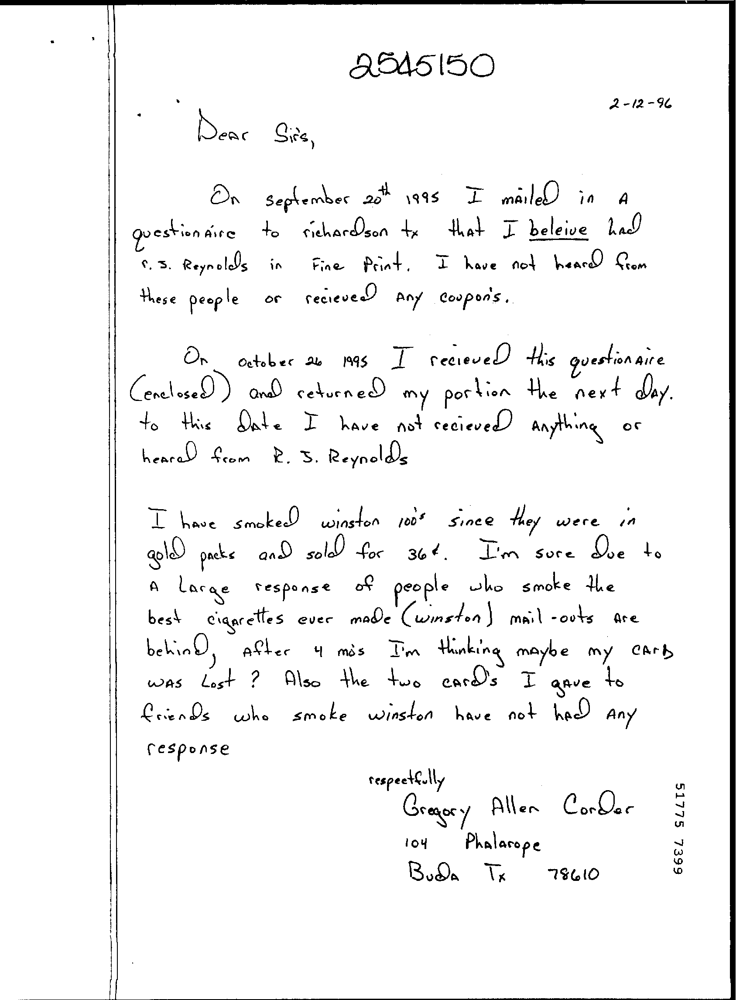 2545150
2-12-96
Dear Sir's,
On september 20th 1995 I mailed in A
questionaire to richardson tx that I beleive had
r. J. Reynolds in Fine Print. I have not heard from
these people or recieved Any coupon's.
On october 26 1995 I recieved this questionaire
(enclosed) and returned my portion the next day.
to this Date I have not recieved Anything or
heard from R. J. Reynolds
I have smoked winston 100's since they were in
gold packs and sold for 36¢. I'm sure Due to
A Large response of people who smoke the
best cigarettes ever made (winston) mail-outs Are
behind, After 4 mo's I'm thinking maybe my card
was Lost? Also the two card's I gave to
friends who smoke winston have not had Any
response
respectfully
Gregory Allen Corder
104 Phalarope
Buda Tx 78610
51775 7399